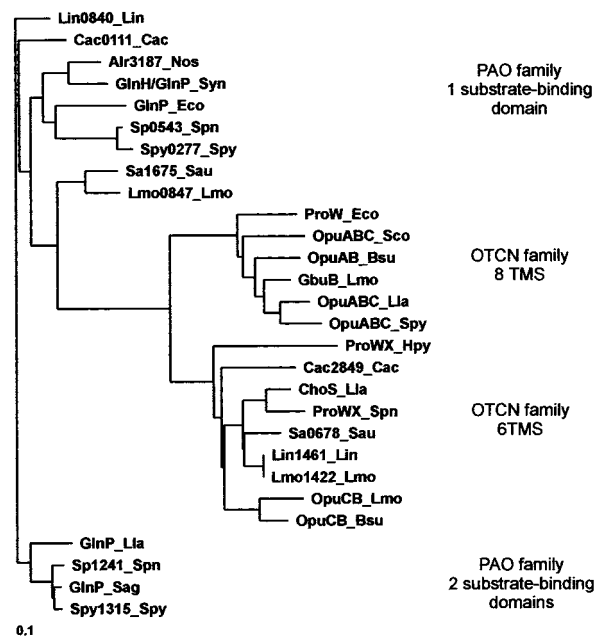 Lin0840_Lin
Cac0111_Cac
Alr3187_Nos
GlnH/GlnP_Syn
GlnP_Eco
Sp0543_Spn
Spy0277_Spy
Sa1675_Sau
Lmo0847_Lmo
PAO family
1 substrate-binding
domain
ProW_Eco
OpuABC_Sco
OpuAB_Bsu
GbuB_Lmo
OpuABC_Lla
OpuABC_Spy
OTCN family
8 TMS
ProWX_Hpy
Cac2849_Cac
ChoS_Lla
ProWX_Spn
Sa0678_Sau
Lin1461_Lin
Lmo1422_Lmo
OpuCB_Lmo
OpuCB_Bsu
OTCN family
6TMS
GlnP_Lla
Sp1241_Spn
GlnP_Sag
Spy1315_Spy
PAO family
2 substrate-binding
domains
0.1